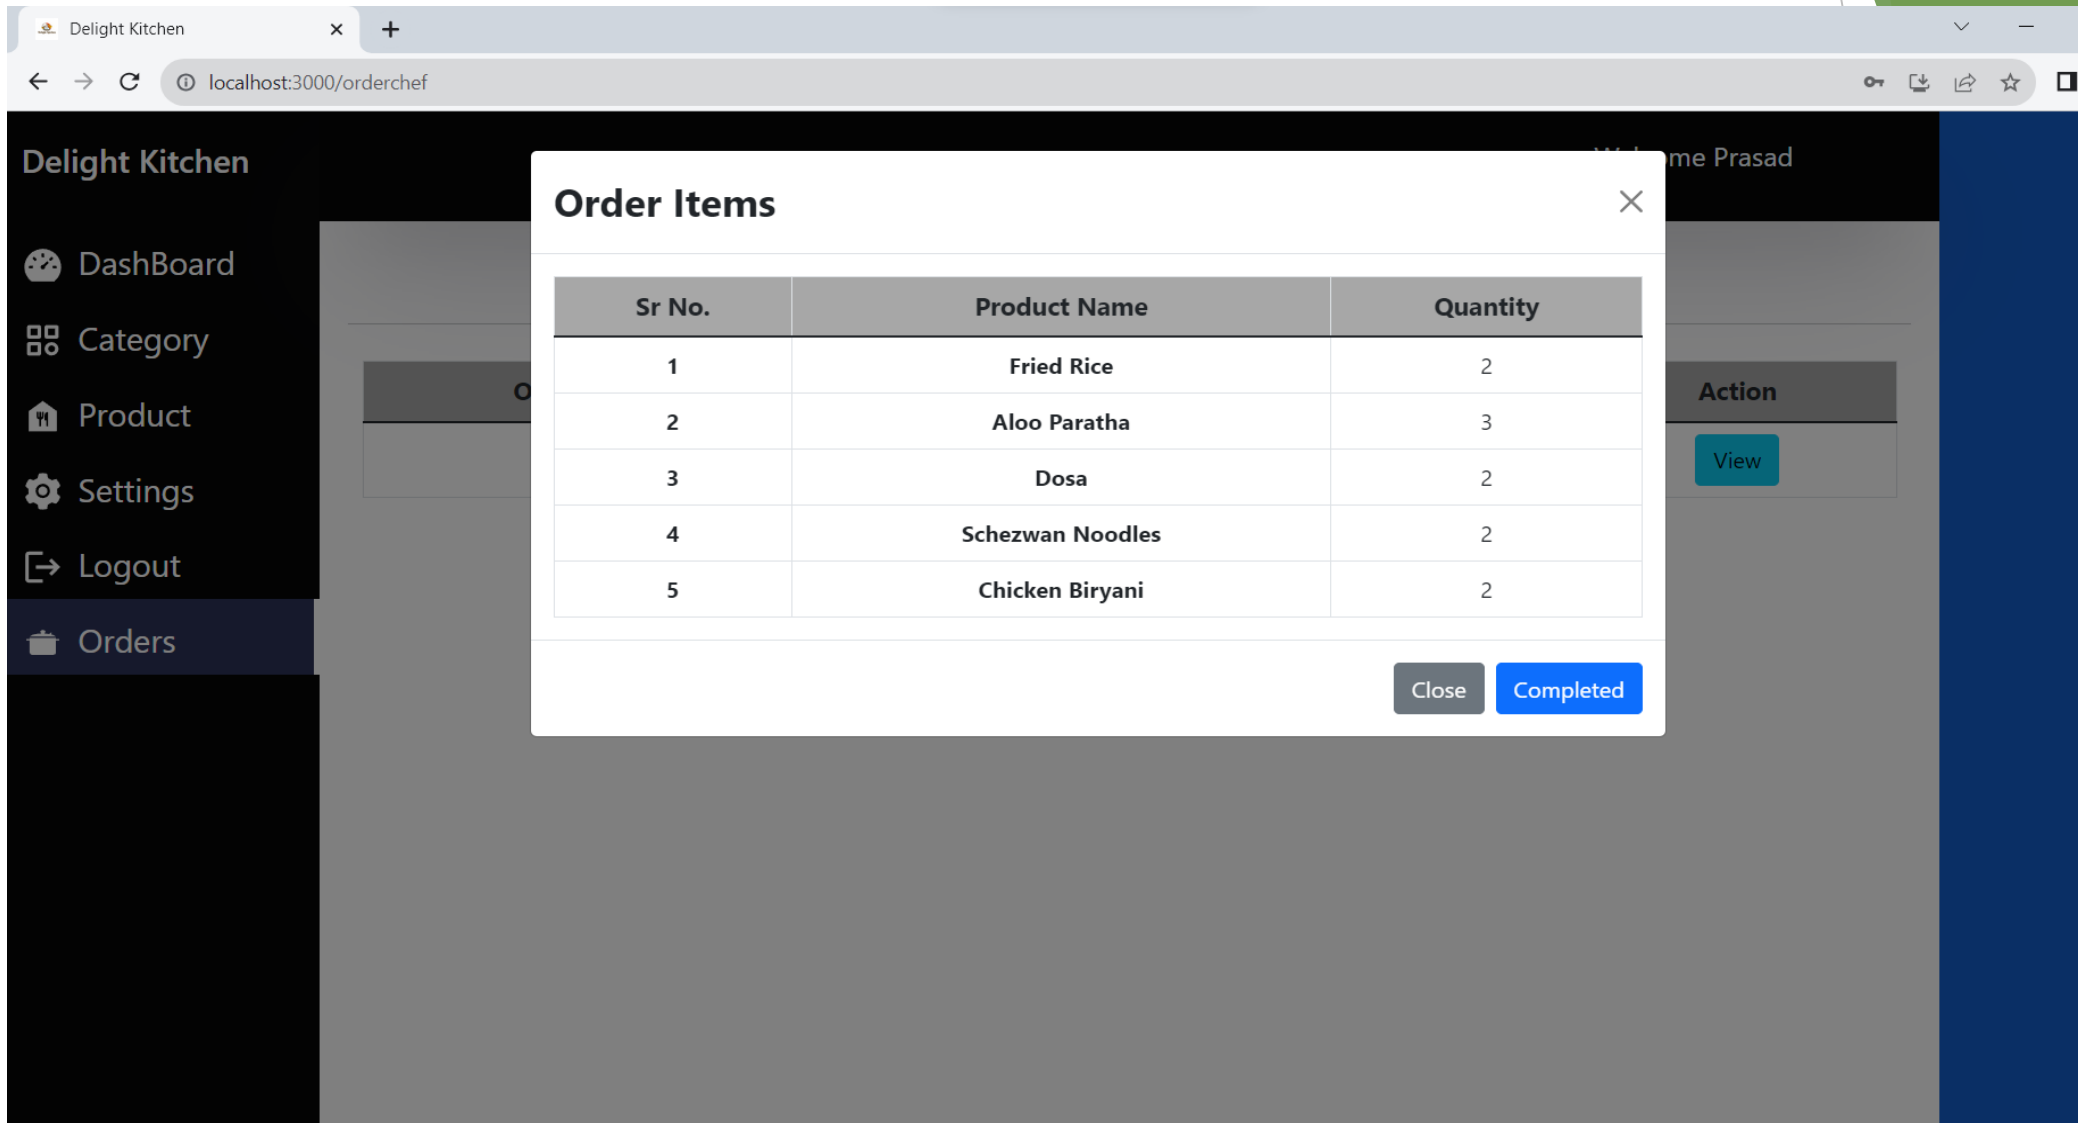 Delight Kitchen
localhost:3000/orderchef
Delight Kitchen
me Prasad
Order Items
DashBoard
Category
Product
Settings
Logout
Orders
Sr No. Product Name Quantity
1 Fried Rice 2
2 Aloo Paratha 3
3 Dosa 2
4 Schezwan Noodles 2
5 Chicken Biryani 2
Action
View
Close Completed